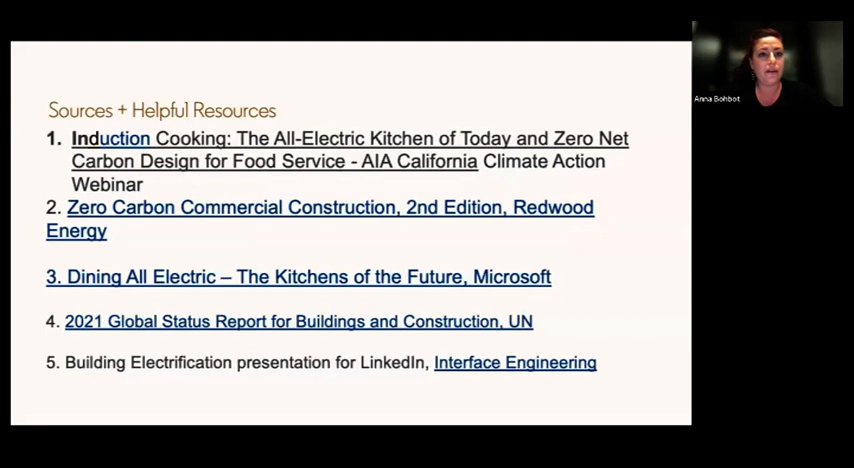 Sources + Helpful Resources
1. Induction Cooking: The All-Electric Kitchen of Today and Zero Net
Carbon Design for Food Service - AIA California Climate Action
Webinar
2. Zero Carbon Commercial Construction, 2nd Edition, Redwood
Energy
3. Dining All Electric – The Kitchens of the Future, Microsoft
4. 2021 Global Status Report for Buildings and Construction, UN
5. Building Electrification presentation for LinkedIn, Interface Engineering
Anna Bohbot